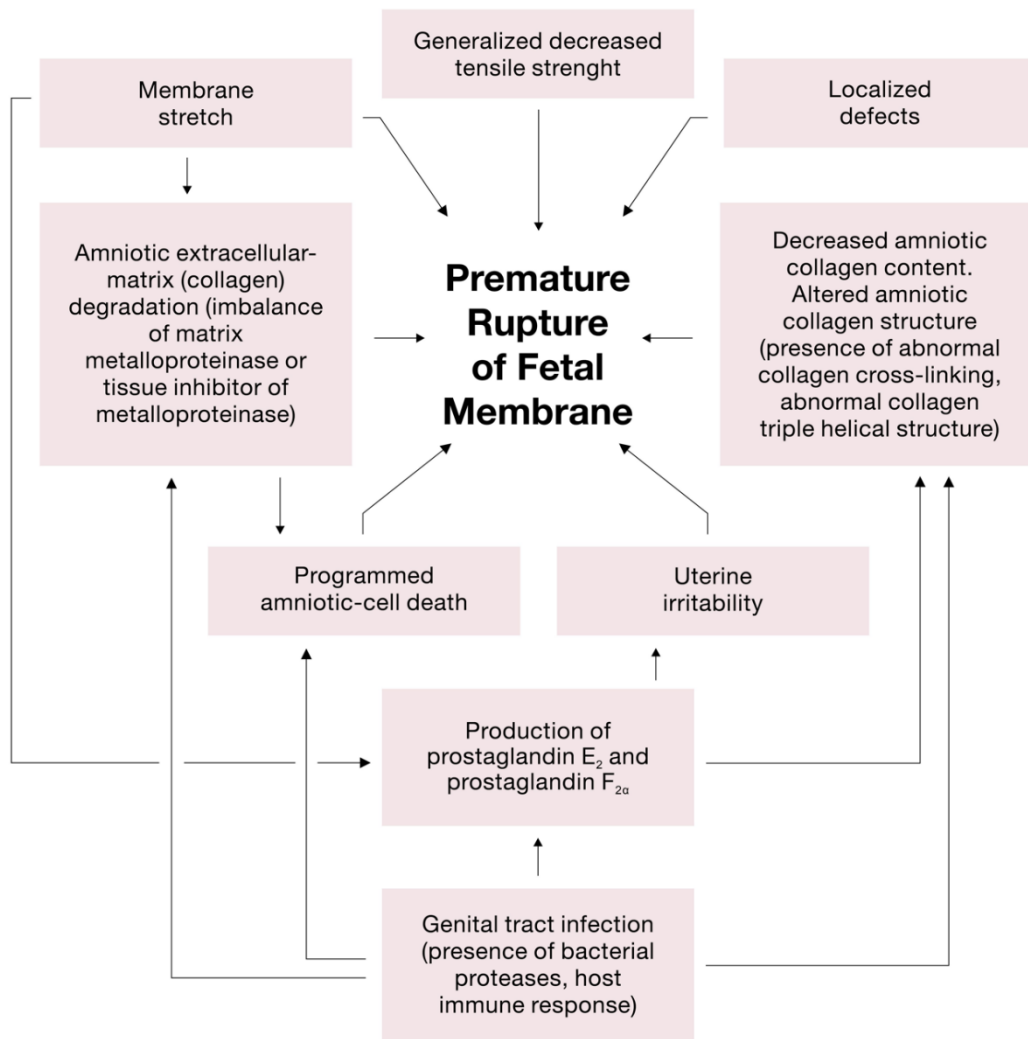 Generalized decreased
tensile strenght
Membrane
stretch
Localized
defects
Amniotic extracellular-
matrix (collagen)
degradation (imbalance
of matrix
metalloproteinase or
tissue inhibitor of
metalloproteinase)
Premature
Rupture
of Fetal
Membrane
Decreased amniotic
collagen content.
Altered amniotic
collagen structure
(presence of abnormal
collagen cross-linking,
abnormal collagen
triple helical structure)
Programmed
amniotic-cell death
Uterine
irritability
Production of
prostaglandin E₂ and
prostaglandin F₂α
Genital tract infection
(presence of bacterial
proteases, host
immune response)